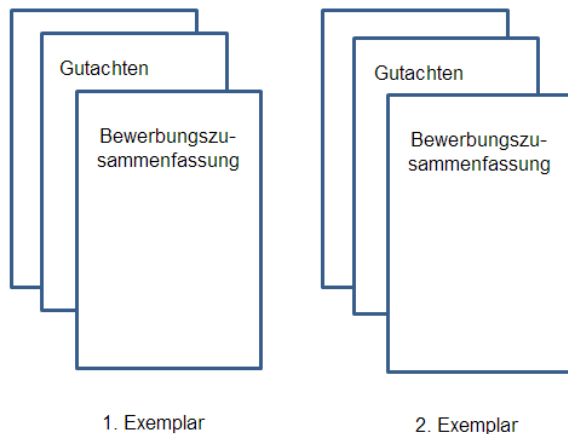 Gutachten
Bewerbungszu-
sammenfassung
1. Exemplar
Gutachten
Bewerbungszu-
sammenfassung
2. Exemplar